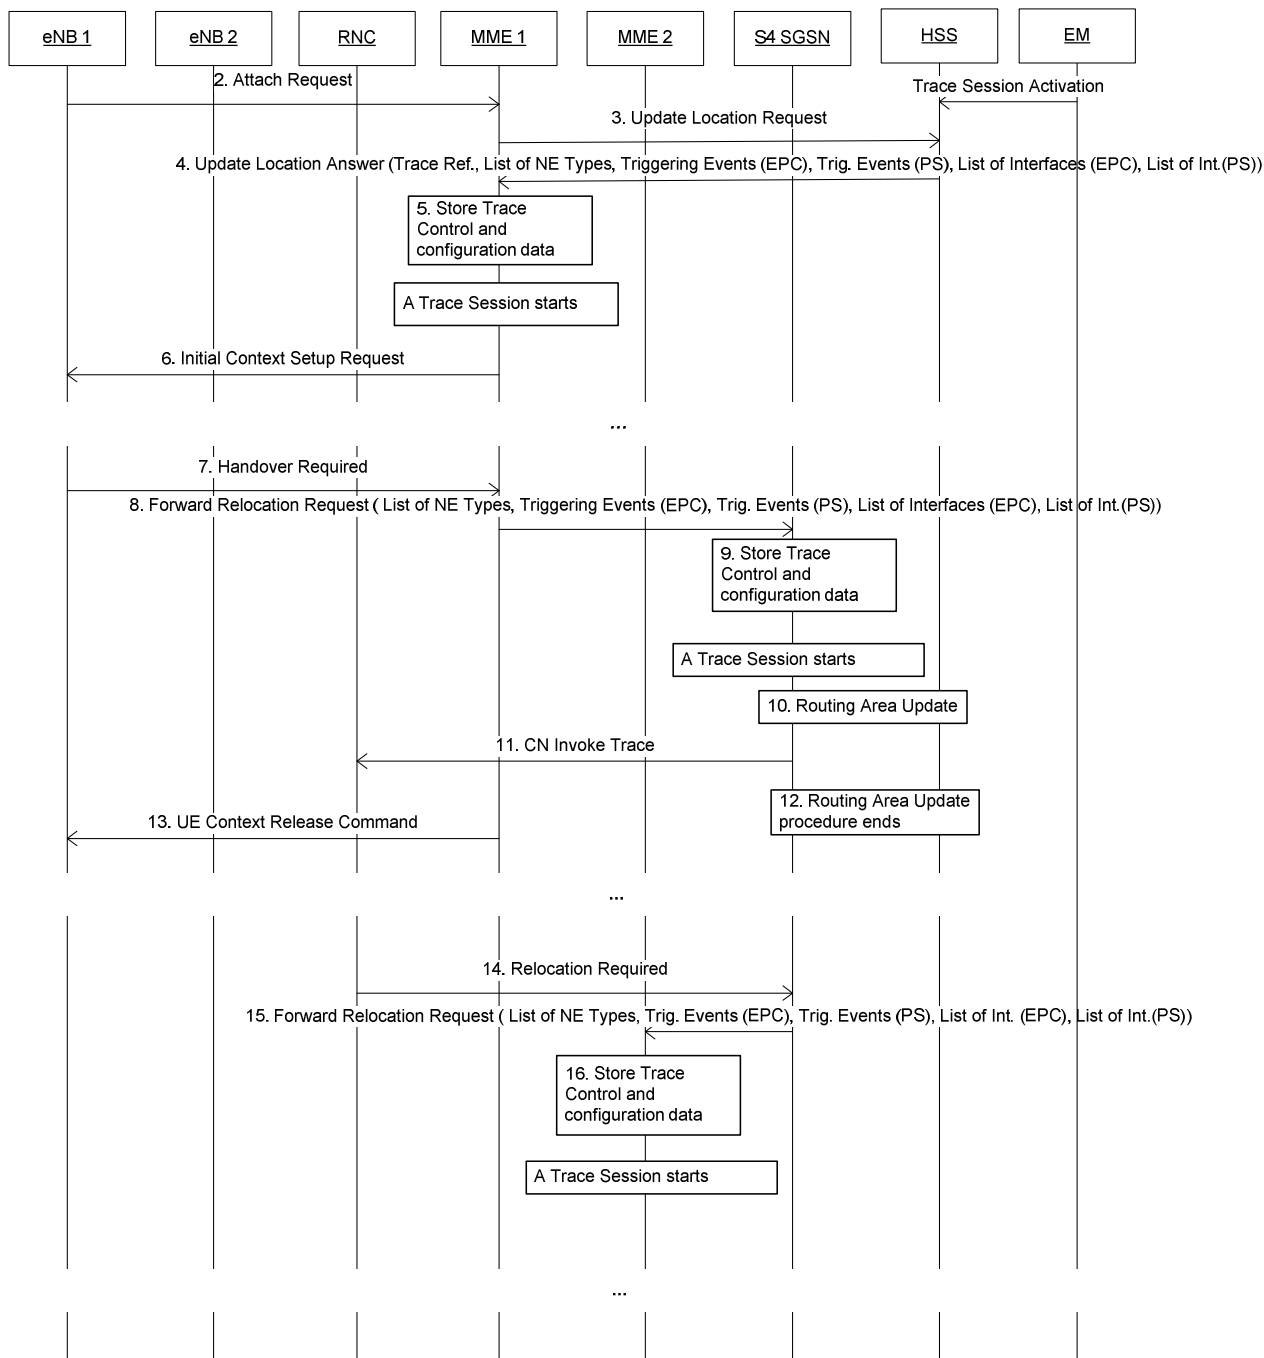 eNB 1
eNB 2
RNC
MME 1
MME 2
S4 SGSN
HSS
EM
2. Attach Request
Trace Session Activation
3. Update Location Request
4. Update Location Answer (Trace Ref., List of NE Types, Triggering Events (EPC), Trig. Events (PS), List of Interfaces (EPC), List of Int.(PS))
5. Store Trace
Control and
configuration data
A Trace Session starts
6. Initial Context Setup Request
...
7. Handover Required
8. Forward Relocation Request ( List of NE Types, Triggering Events (EPC), Trig. Events (PS), List of Interfaces (EPC), List of Int.(PS))
9. Store Trace
Control and
configuration data
A Trace Session starts
10. Routing Area Update
11. CN Invoke Trace
12. Routing Area Update
procedure ends
13. UE Context Release Command
...
14. Relocation Required
15. Forward Relocation Request ( List of NE Types, Trig. Events (EPC), Trig. Events (PS), List of Int. (EPC), List of Int.(PS))
16. Store Trace
Control and
configuration data
A Trace Session starts
...